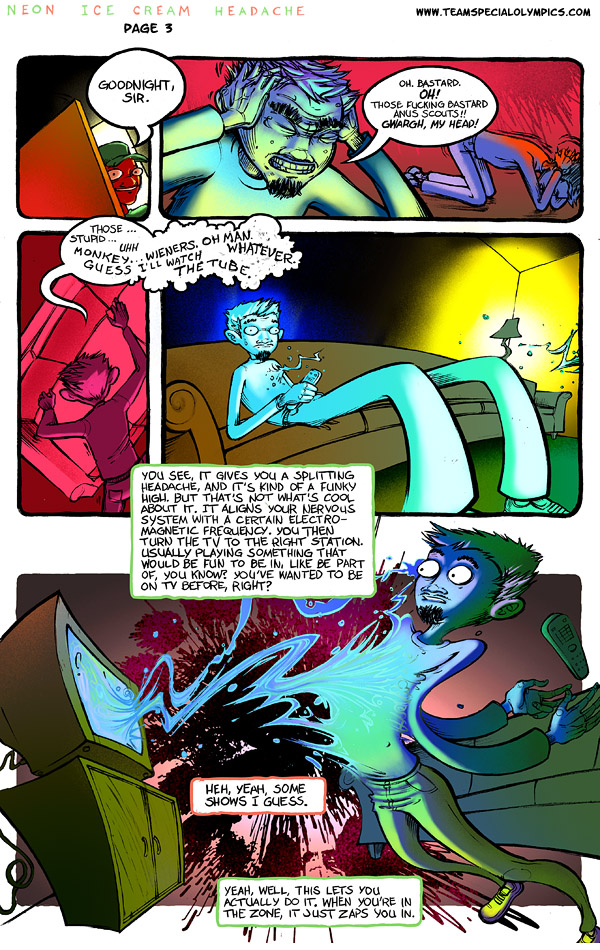 NEON ICE CREAM HEADACHE
WWW.TEAMSPECIALOLYMPICS.COM
PAGE 3
GOODNIGHT,
SIR.
OH. BASTARD.
OH!
THOSE FUCKING BASTARD
ANUS SCOUTS!!
GWARGH, MY HEAD!
THOSE ...
STUPID ...
UHH
MONKEY... WIENERS. OH MAN. WHATEVER.
GUESS I'LL WATCH
THE TUBE.
YOU SEE, IT GIVES YOU A SPLITTING
HEADACHE, AND IT'S KIND OF A FUNKY
HIGH. BUT THAT'S NOT WHAT'S COOL
ABOUT IT. IT ALIGNS YOUR NERVOUS
SYSTEM WITH A CERTAIN ELECTRO-
MAGNETIC FREQUENCY. YOU THEN
TURN THE TV TO THE RIGHT STATION.
USUALLY PLAYING SOMETHING THAT
WOULD BE FUN TO BE IN, LIKE BE PART
OF, YOU KNOW? YOU'VE WANTED TO BE
ON TV BEFORE, RIGHT?
HEH, YEAH, SOME
SHOWS I GUESS.
YEAH, WELL, THIS LETS YOU
ACTUALLY DO IT. WHEN YOU'RE IN
THE ZONE, IT JUST ZAPS YOU IN.